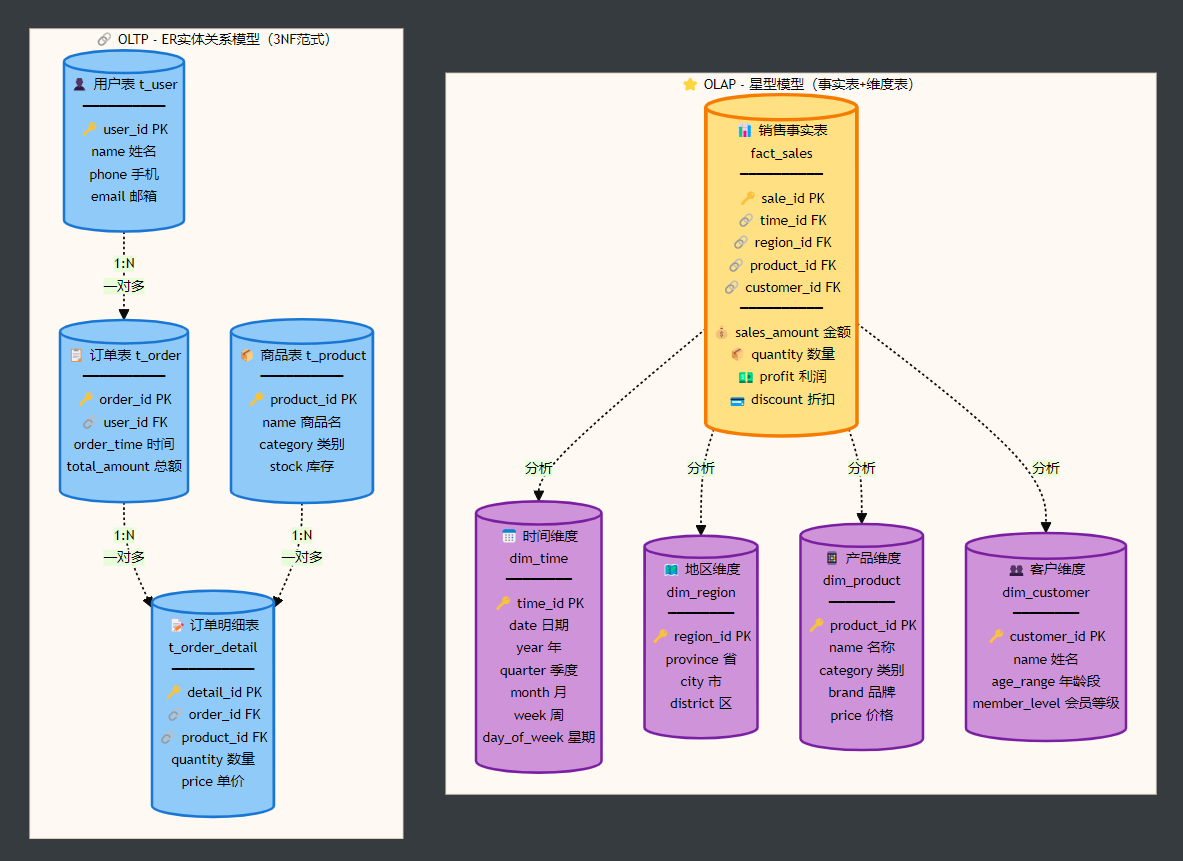 🔗 OLTP - ER实体关系模型（3NF范式）
👤 用户表 t_user
━━━━━━━━━━
🔑 user_id PK
name 姓名
phone 手机
email 邮箱
1:N
一对多
📋 订单表 t_order
━━━━━━━━━━
🔑 order_id PK
🔗 user_id FK
order_time 时间
total_amount 总额
📦 商品表 t_product
━━━━━━━━━━
🔑 product_id PK
name 商品名
category 类别
stock 库存
1:N
一对多
1:N
一对多
📝 订单明细表
t_order_detail
━━━━━━━━━━
🔑 detail_id PK
🔗 order_id FK
🔗 product_id FK
quantity 数量
price 单价
⭐ OLAP - 星型模型（事实表+维度表）
📊 销售事实表
fact_sales
━━━━━━━━━━
🔑 sale_id PK
🔗 time_id FK
🔗 region_id FK
🔗 product_id FK
🔗 customer_id FK
━━━━━━━━━━
💰 sales_amount 金额
📦 quantity 数量
💵 profit 利润
💳 discount 折扣
分析
分析
分析
分析
📅 时间维度
dim_time
━━━━━━━━
🔑 time_id PK
date 日期
year 年
quarter 季度
month 月
week 周
day_of_week 星期
🗺️ 地区维度
dim_region
━━━━━━━━
🔑 region_id PK
province 省
city 市
district 区
📱 产品维度
dim_product
━━━━━━━━
🔑 product_id PK
name 名称
category 类别
brand 品牌
price 价格
👥 客户维度
dim_customer
━━━━━━━━
🔑 customer_id PK
name 姓名
age_range 年龄段
member_level 会员等级